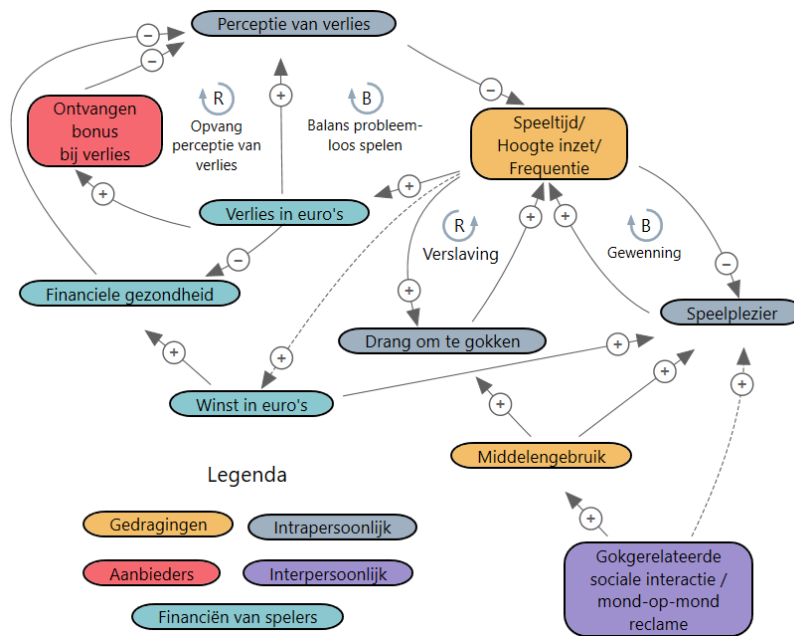 Perceptie van verlies
−
−
−
R
Opvang
perceptie van
verlies
+
B
Balans probleem-
loos spelen
Ontvangen
bonus
bij verlies
Speeltijd/
Hoogte inzet/
Frequentie
+
+
Verlies in euro's
R
Verslaving
+
+
B
Gewenning
−
−
Financiele gezondheid
+
Speelplezier
Drang om te gokken
+
+
+
+
Winst in euro's
+
+
Middelengebruik
Legenda
Gedragingen
Intrapersoonlijk
+
Aanbieders
Interpersoonlijk
Gokgerelateerde
sociale interactie /
mond-op-mond
reclame
Financiën van spelers